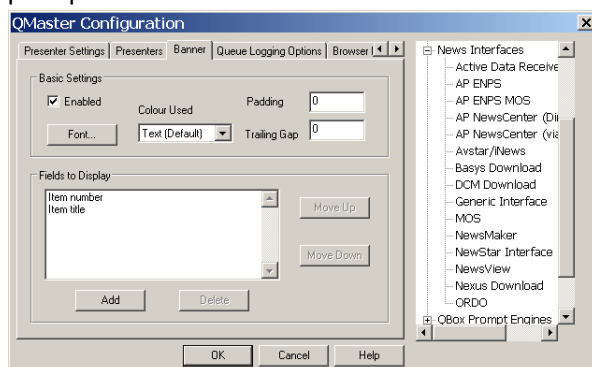 QMaster Configuration
Presenter Settings Presenters Banner Queue Logging Options Browser
Basic Settings
Enabled
Colour Used
Padding 0
Font...
Text (Default)
Trailing Gap 0
Fields to Display
Item number
Item title
Move Up
Move Down
Add Delete
OK Cancel Help
News Interfaces
Active Data Receive
AP ENPS
AP ENPS MOS
AP NewsCenter (Di
AP NewsCenter (via
Avstar/iNews
Basys Download
DCM Download
Generic Interface
MOS
NewsMaker
NewStar Interface
NewsView
Nexus Download
ORDO
QBox Prompt Engines